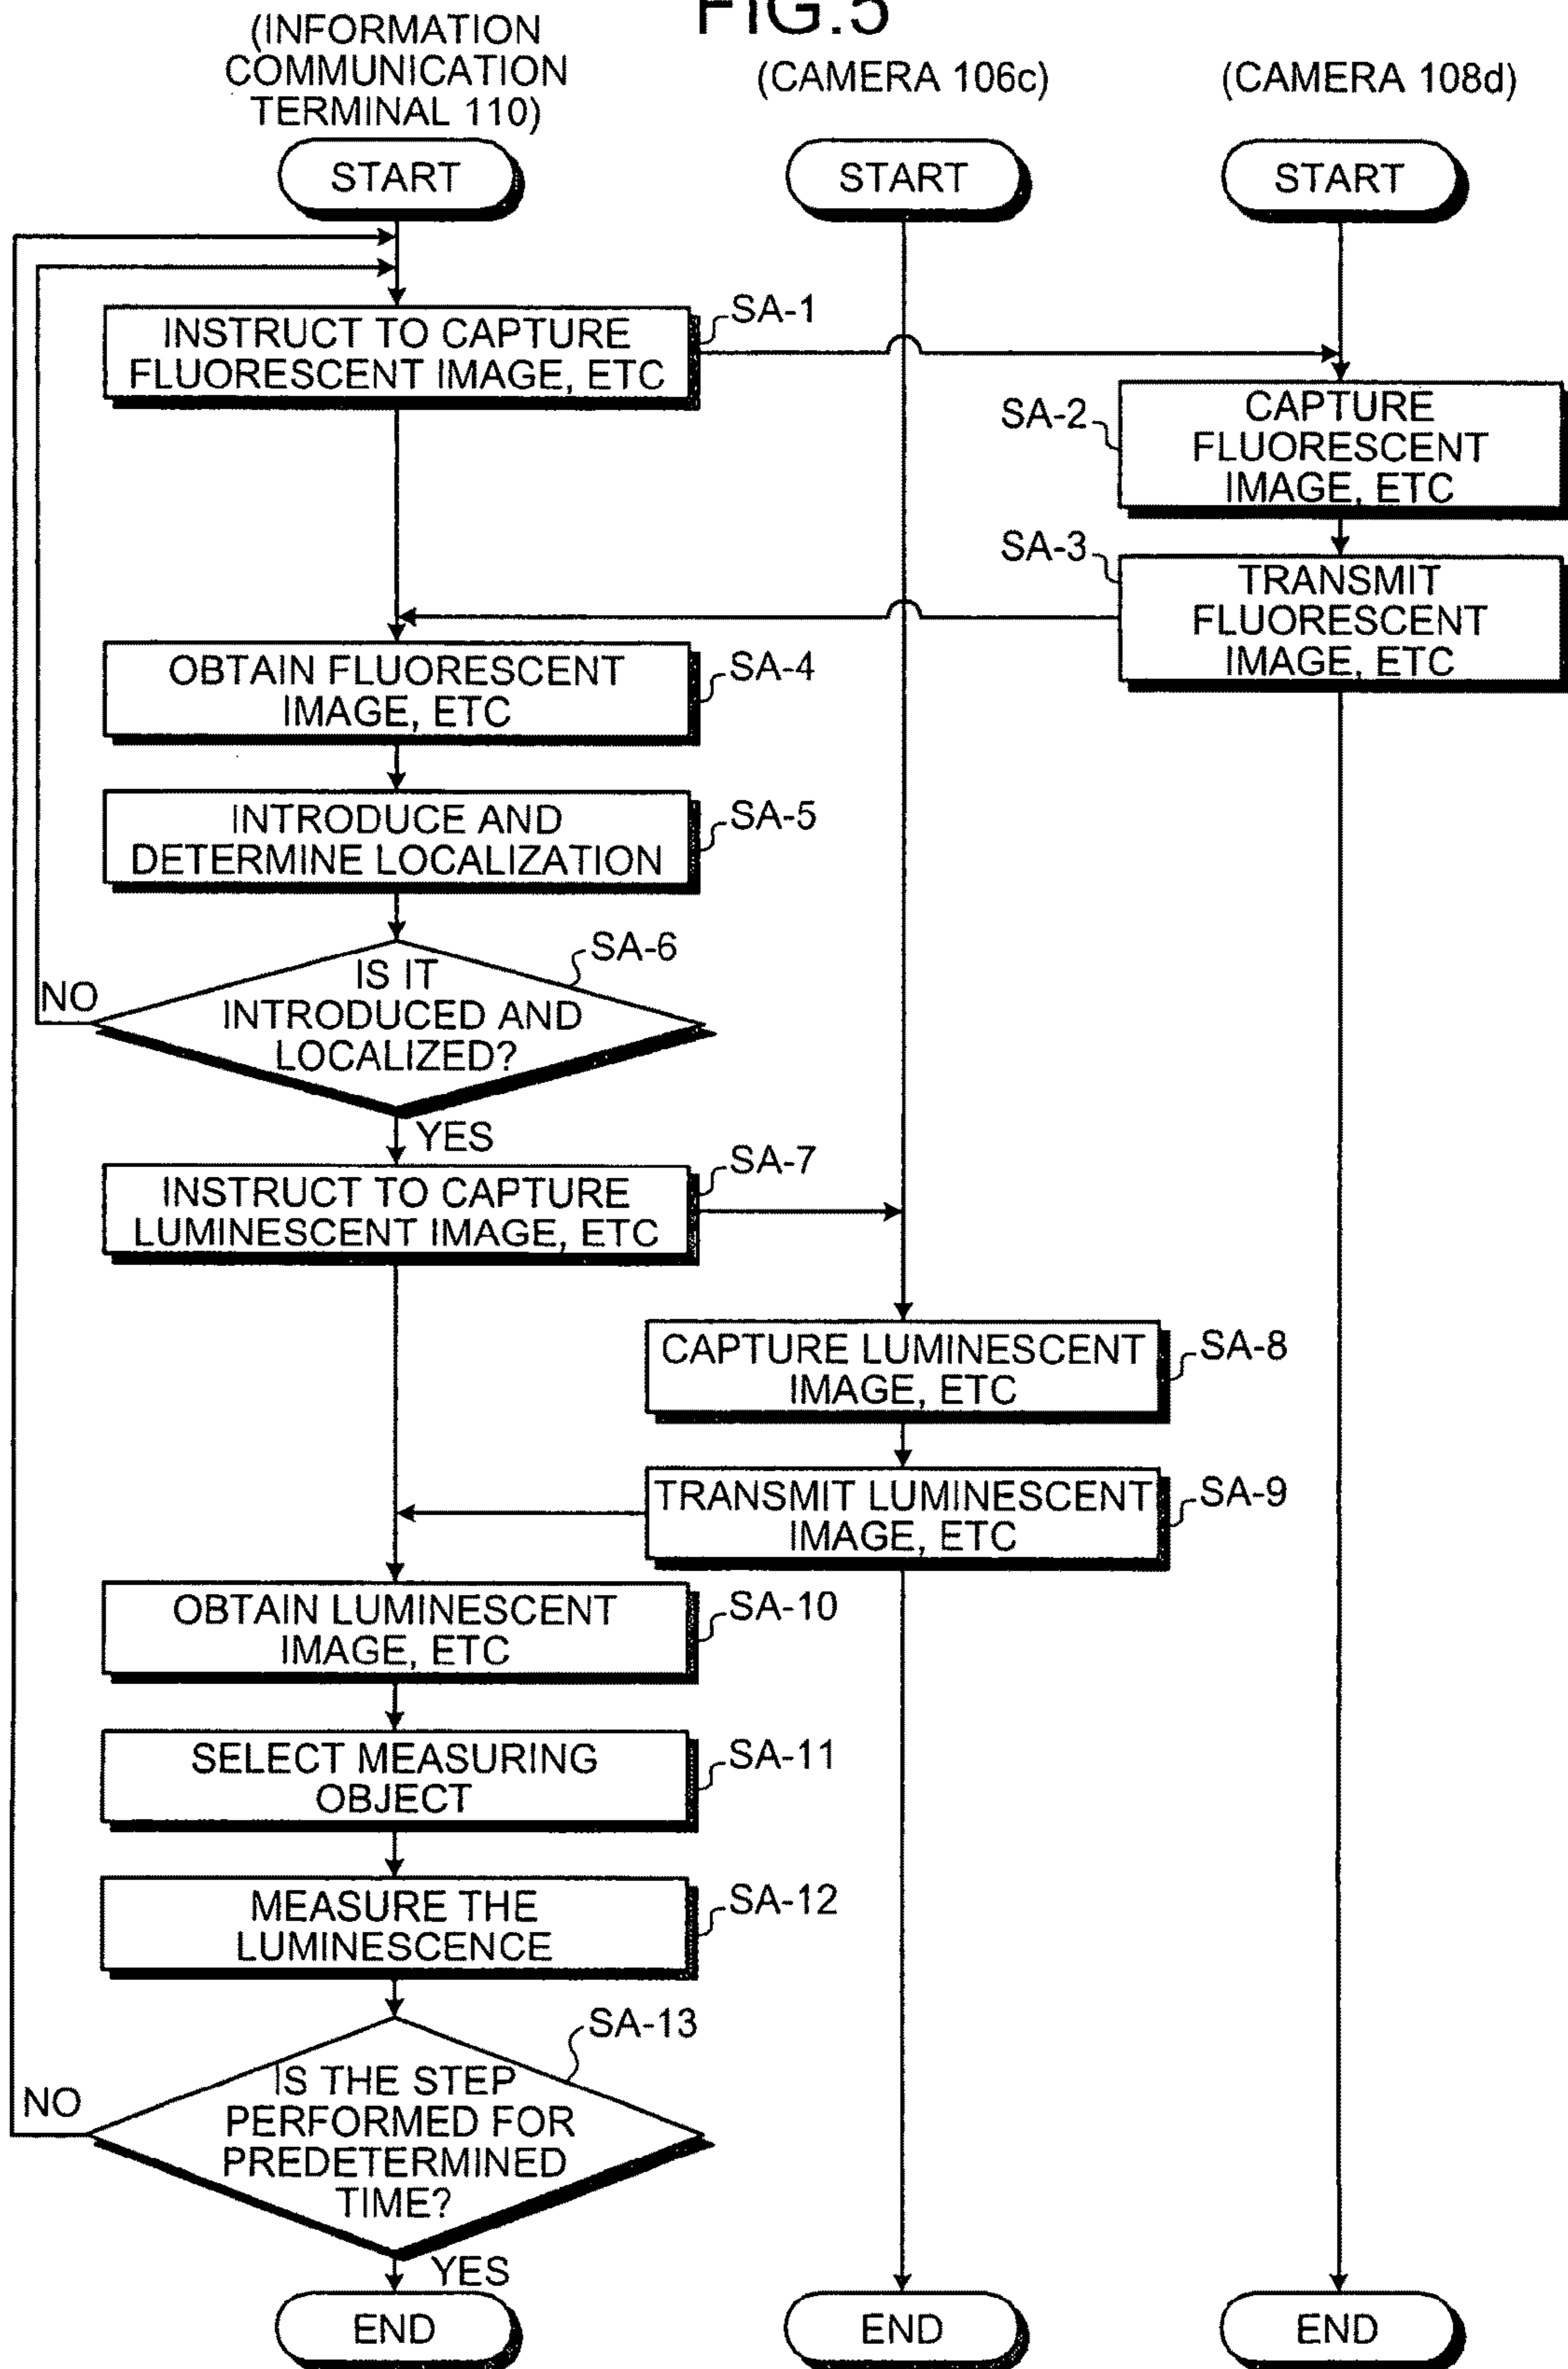 FIG.5
(INFORMATION
COMMUNICATION
TERMINAL 110)
(CAMERA 106c)
(CAMERA 108d)
START
START
START
INSTRUCT TO CAPTURE
FLUORESCENT IMAGE, ETC
SA-1
SA-2
CAPTURE
FLUORESCENT
IMAGE, ETC
SA-3
TRANSMIT
FLUORESCENT
IMAGE, ETC
OBTAIN FLUORESCENT
IMAGE, ETC
SA-4
INTRODUCE AND
DETERMINE LOCALIZATION
SA-5
SA-6
IS IT
INTRODUCED AND
LOCALIZED?
NO
YES
INSTRUCT TO CAPTURE
LUMINESCENT IMAGE, ETC
SA-7
CAPTURE LUMINESCENT
IMAGE, ETC
SA-8
TRANSMIT LUMINESCENT
IMAGE, ETC
SA-9
OBTAIN LUMINESCENT
IMAGE, ETC
SA-10
SELECT MEASURING
OBJECT
SA-11
MEASURE THE
LUMINESCENCE
SA-12
SA-13
IS THE STEP
PERFORMED FOR
PREDETERMINED
TIME?
NO
YES
END
END
END